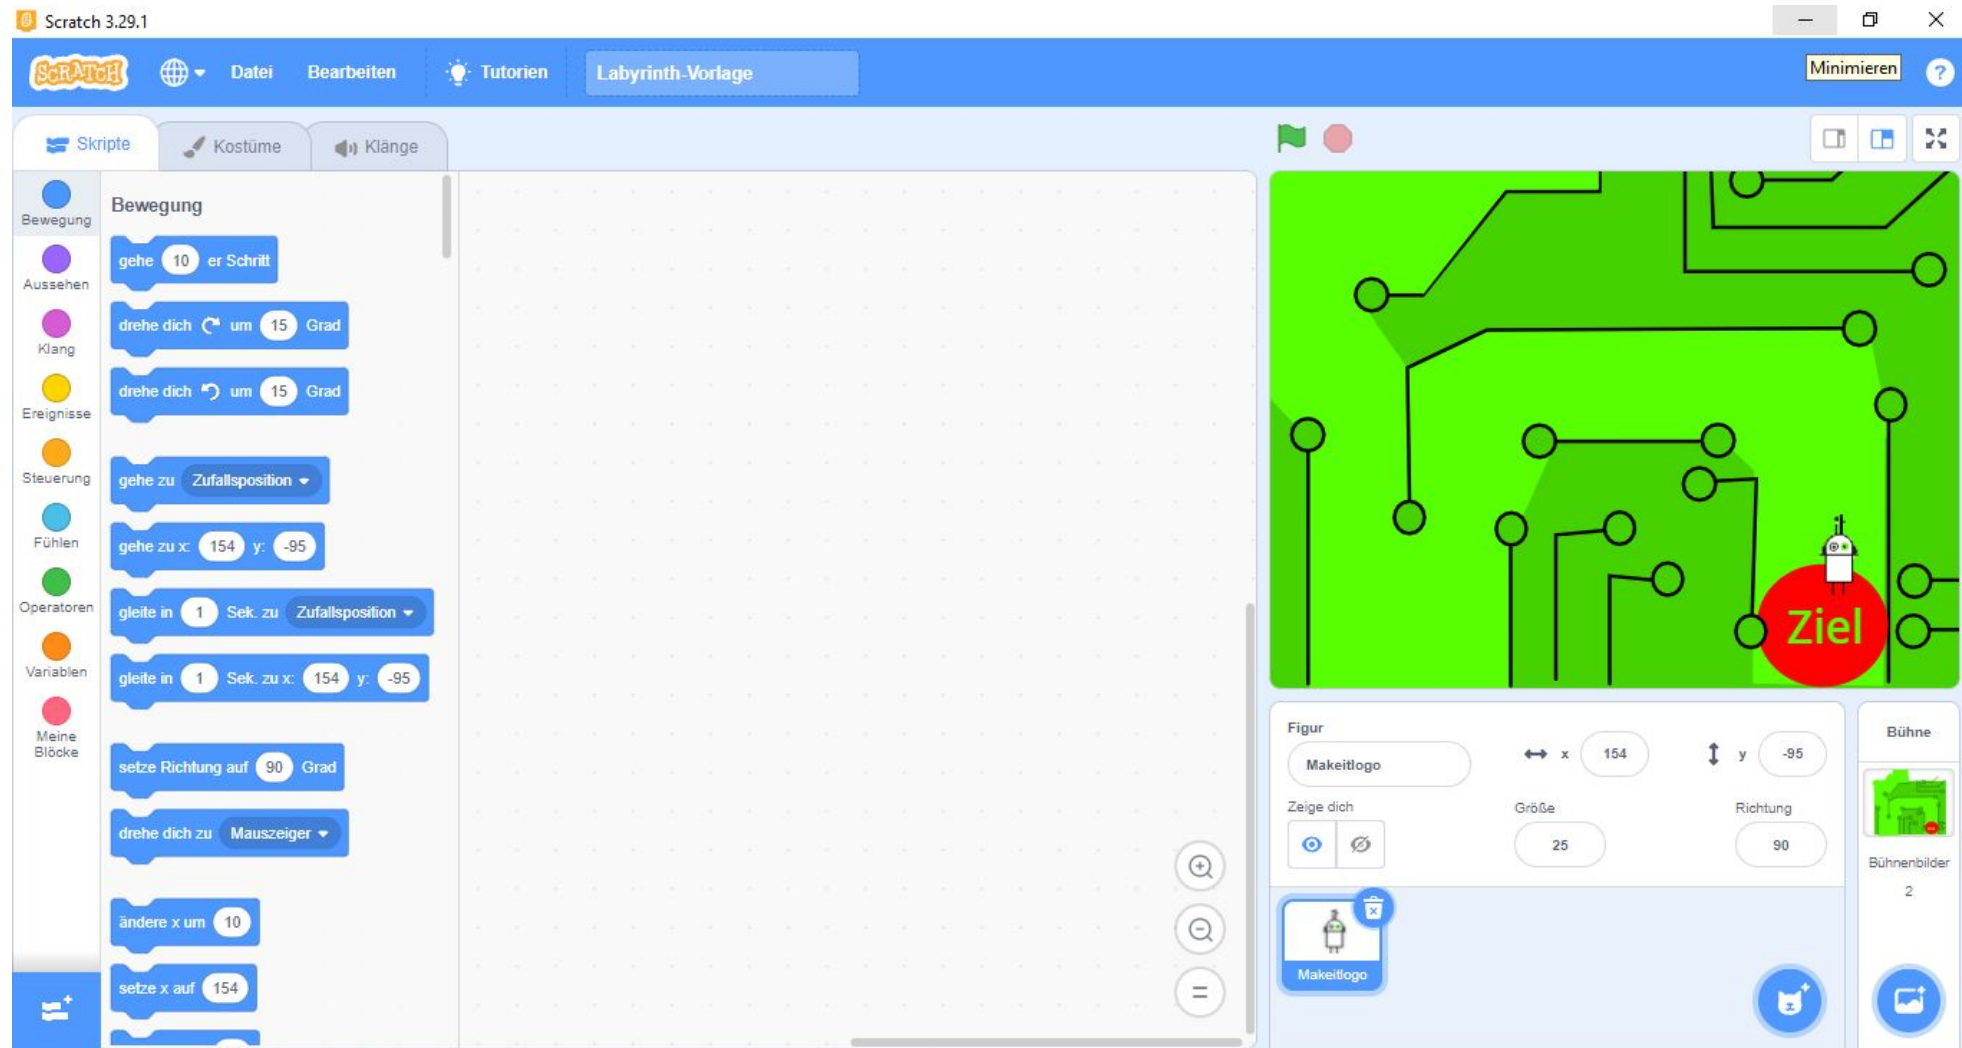 Scratch 3.29.1
SCRATCH Datei Bearbeiten Tutorien Labyrinth-Vorlage Minimieren ?
Skripte Kostüme Klänge
Bewegung
Aussehen
Klang
Ereignisse
Steuerung
Fühlen
Operatoren
Variablen
Meine
Blöcke
Bewegung
gehe 10 er Schritt
drehe dich um 15 Grad
drehe dich um 15 Grad
gehe zu Zufallsposition
gehe zu x: 154 y: -95
gleite in 1 Sek. zu Zufallsposition
gleite in 1 Sek. zu x: 154 y: -95
setze Richtung auf 90 Grad
drehe dich zu Mauszeiger
ändere x um 10
setze x auf 154
Ziel
Figur
Makeitlogo x 154 y -95
Zeige dich Größe Richtung
25 90
Makeitlogo
Bühne
Bühnenbilder
2